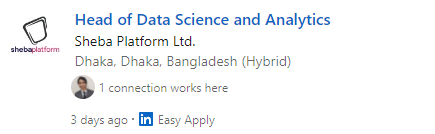 Head of Data Science and Analytics
shebaplatform
Sheba Platform Ltd.
Dhaka, Dhaka, Bangladesh (Hybrid)
1 connection works here
3 days ago · in Easy Apply